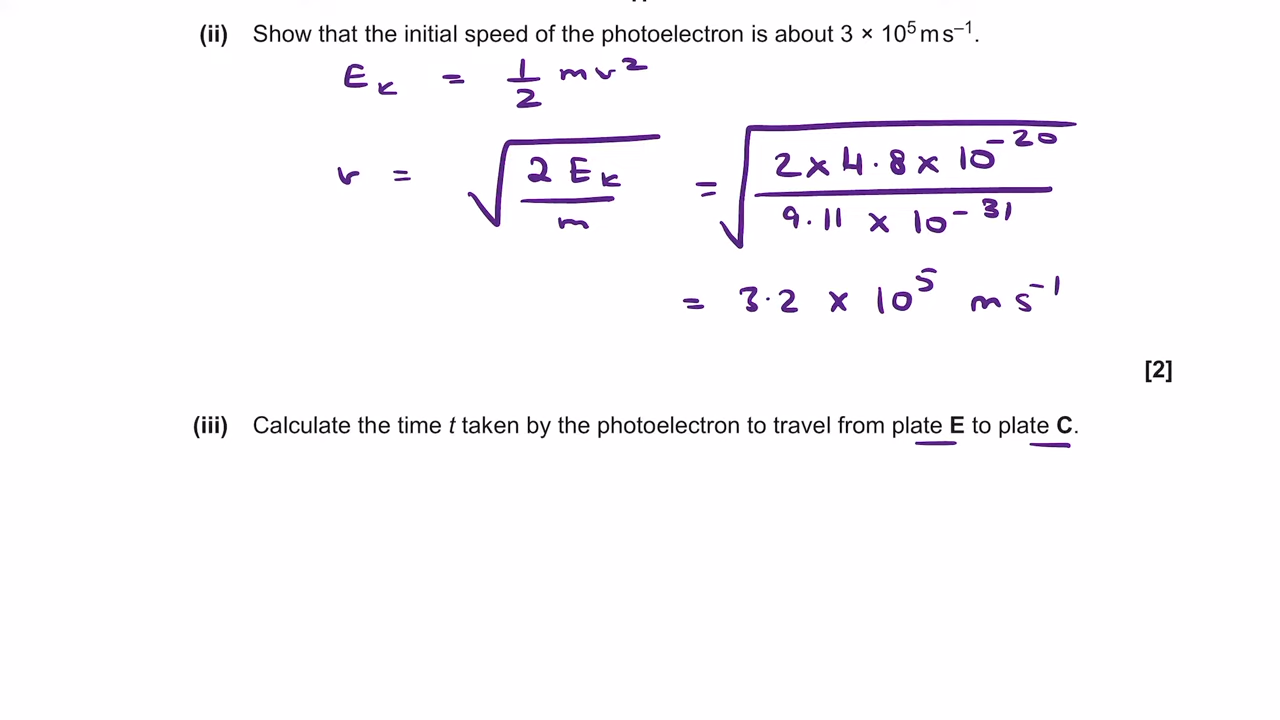 (ii) Show that the initial speed of the photoelectron is about 3 × 10⁵ m s⁻¹.
Eₖ = 1/2 mv²
v = √(2 Eₖ / m) = √(2 × 4.8 × 10⁻²⁰ / 9.11 × 10⁻³¹)
= 3.2 × 10⁵ m s⁻¹
[2]
(iii) Calculate the time t taken by the photoelectron to travel from plate E to plate C.